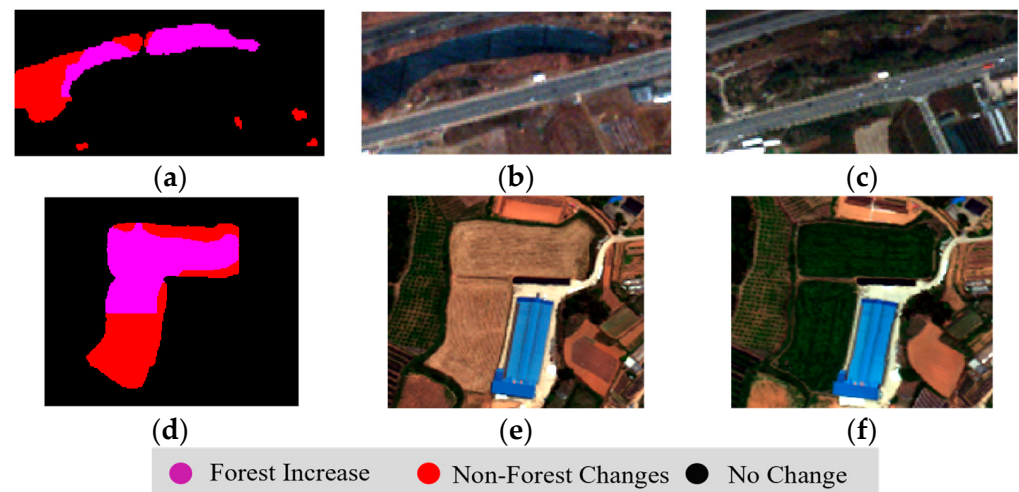 (a) (b) (c)
(d) (e) (f)
Forest Increase Non-Forest Changes No Change